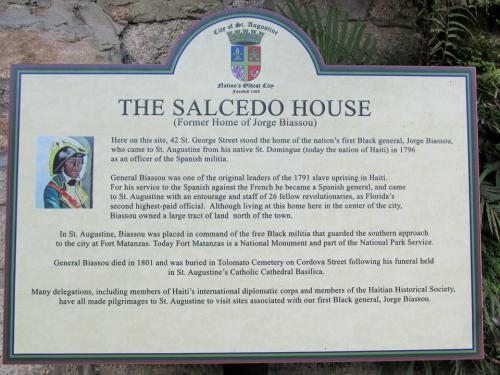 City of St. Augustine
Nation's Oldest City
Founded 1565
THE SALCEDO HOUSE
(Former Home of Jorge Biassou)
Here on this site, 42 St. George Street stood the home of the nation's first Black general, Jorge Biassou,
who came to St. Augustine from his native St. Domingue (today the nation of Haiti) in 1796
as an officer of the Spanish militia.
General Biassou was one of the original leaders of the 1791 slave uprising in Haiti.
For his service to the Spanish against the French he became a Spanish general, and came
to St. Augustine with an entourage and staff of 26 fellow revolutionaries, as Florida's
second highest-paid official. Although living at this home here in the center of the city,
Biassou owned a large tract of land north of the town.
In St. Augustine, Biassou was placed in command of the free Black militia that guarded the southern approach
to the city at Fort Matanzas. Today Fort Matanzas is a National Monument and part of the National Park Service.
General Biassou died in 1801 and was buried in Tolomato Cemetery on Cordova Street following his funeral held
in St. Augustine's Catholic Cathedral Basilica.
Many delegations, including members of Haiti's international diplomatic corps and members of the Haitian Historical Society,
have all made pilgrimages to St. Augustine to visit sites associated with our first Black general, Jorge Biassou.